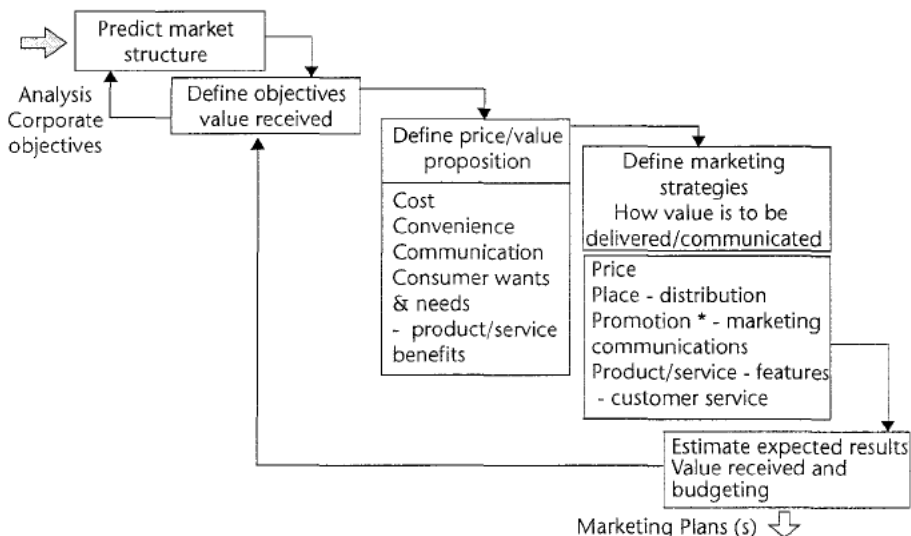 Predict market
structure
Analysis
Corporate
objectives
Define objectives
value received
Define price/value
proposition
Cost
Convenience
Communication
Consumer wants
& needs
- product/service
benefits
Define marketing
strategies
How value is to be
delivered/communicated
Price
Place - distribution
Promotion * - marketing
communications
Product/service - features
- customer service
Estimate expected results
Value received and
budgeting
Marketing Plans (s)